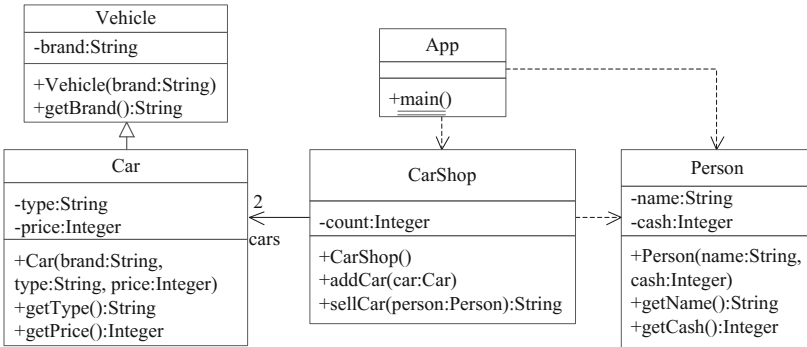 Vehicle
-brand:String
+Vehicle(brand:String)
+getBrand():String
App
+main()
Car
-type:String
-price:Integer
+Car(brand:String,
type:String, price:Integer)
+getType():String
+getPrice():Integer
2
cars
CarShop
-count:Integer
+CarShop()
+addCar(car:Car)
+sellCar(person:Person):String
Person
-name:String
-cash:Integer
+Person(name:String,
cash:Integer)
+getName():String
+getCash():Integer